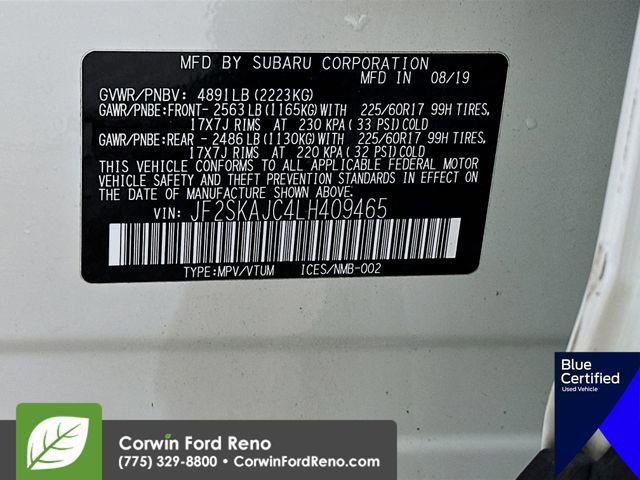 MFD BY SUBARU CORPORATION
MFD IN 08/19
GVWR/PNBV: 4891LB (2223KG)
GAWR/PNBE:FRONT- 2563LB (1165KG) WITH 225/60R17 99H TIRES,
17X7J RIMS AT 230 KPA (33 PSI) COLD
GAWR/PNBE:REAR - 2486LB (1130KG) WITH 225/60R17 99H TIRES,
17X7J RIMS AT 220 KPA (32 PSI) COLD
THIS VEHICLE CONFORMS TO ALL APPLICABLE FEDERAL MOTOR
VEHICLE SAFETY AND THEFT PREVENTION STANDARDS IN EFFECT ON THE
DATE OF MANUFACTURE SHOWN ABOVE.
VIN: JF2SKAJC4LH409465
TYPE:MPV/VTUM ICES/NMB-002
Blue
Certified
Used Vehicle
Corwin Ford Reno
(775) 329-8800 • CorwinFordReno.com